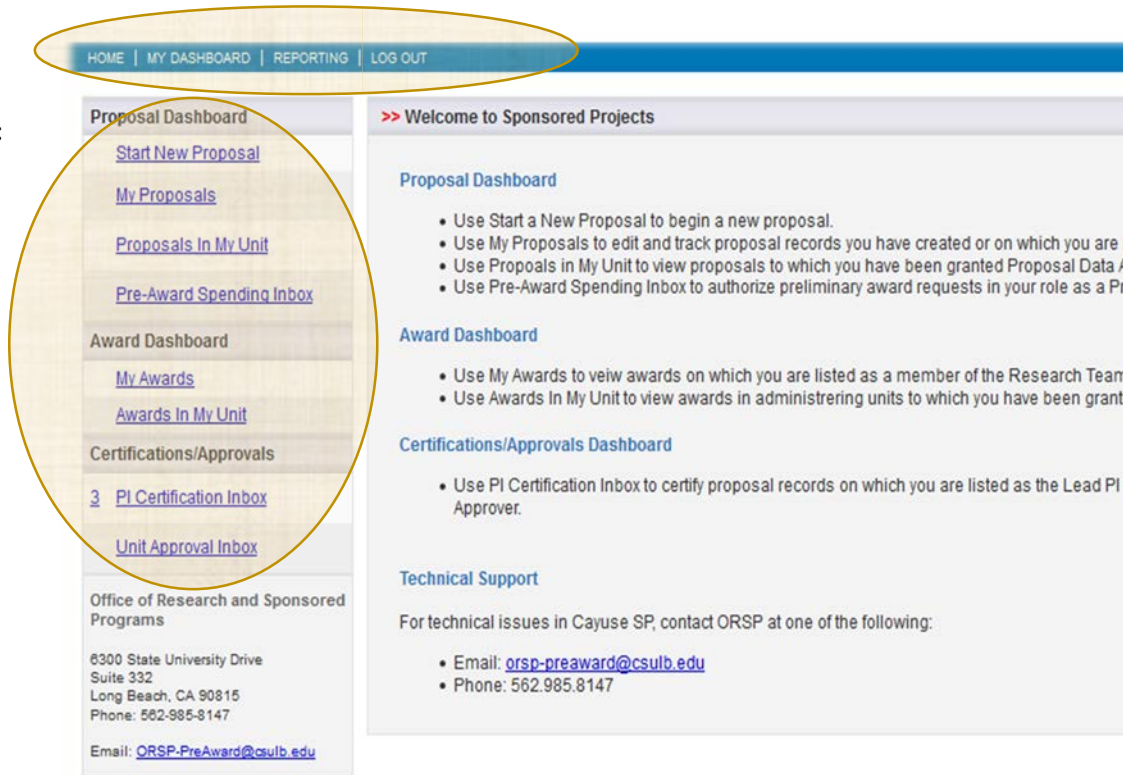 :
HOME | MY DASHBOARD | REPORTING | LOG OUT
Proposal Dashboard
Start New Proposal
My Proposals
Proposals In My Unit
Pre-Award Spending Inbox
Award Dashboard
My Awards
Awards In My Unit
Certifications/Approvals
3 PI Certification Inbox
Unit Approval Inbox
Office of Research and Sponsored
Programs
6300 State University Drive
Suite 332
Long Beach, CA 90815
Phone: 562-985-8147
Email: ORSP-PreAward@csulb.edu
>> Welcome to Sponsored Projects
Proposal Dashboard
• Use Start a New Proposal to begin a new proposal.
• Use My Proposals to edit and track proposal records you have created or on which you are
• Use Propoals in My Unit to view proposals to which you have been granted Proposal Data A
• Use Pre-Award Spending Inbox to authorize preliminary award requests in your role as a Pr
Award Dashboard
• Use My Awards to veiw awards on which you are listed as a member of the Research Team
• Use Awards In My Unit to view awards in administrering units to which you have been grant
Certifications/Approvals Dashboard
• Use PI Certification Inbox to certify proposal records on which you are listed as the Lead PI
Approver.
Technical Support
For technical issues in Cayuse SP, contact ORSP at one of the following:
• Email: orsp-preaward@csulb.edu
• Phone: 562.985.8147